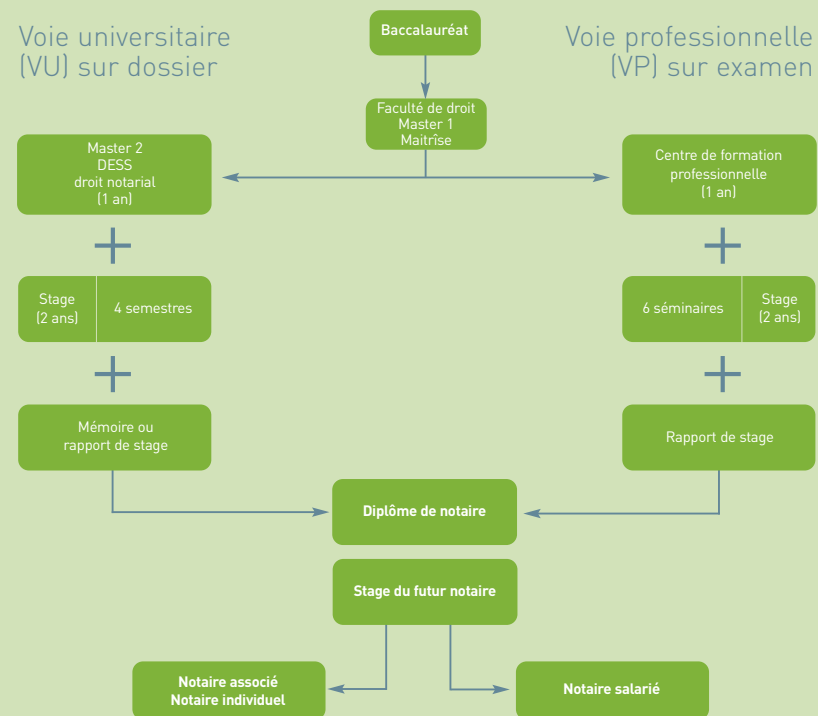 Voie universitaire
(VU) sur dossier
Baccalauréat
Voie professionnelle
(VP) sur examen
Faculté de droit
Master 1
Maitrîse
Master 2
DESS
droit notarial
(1 an)
Centre de formation
professionnelle
(1 an)
+
+
Stage
(2 ans)
4 semestres
6 séminaires
Stage
(2 ans)
+
+
Mémoire ou
rapport de stage
Rapport de stage
Diplôme de notaire
Stage du futur notaire
Notaire associé
Notaire individuel
Notaire salarié